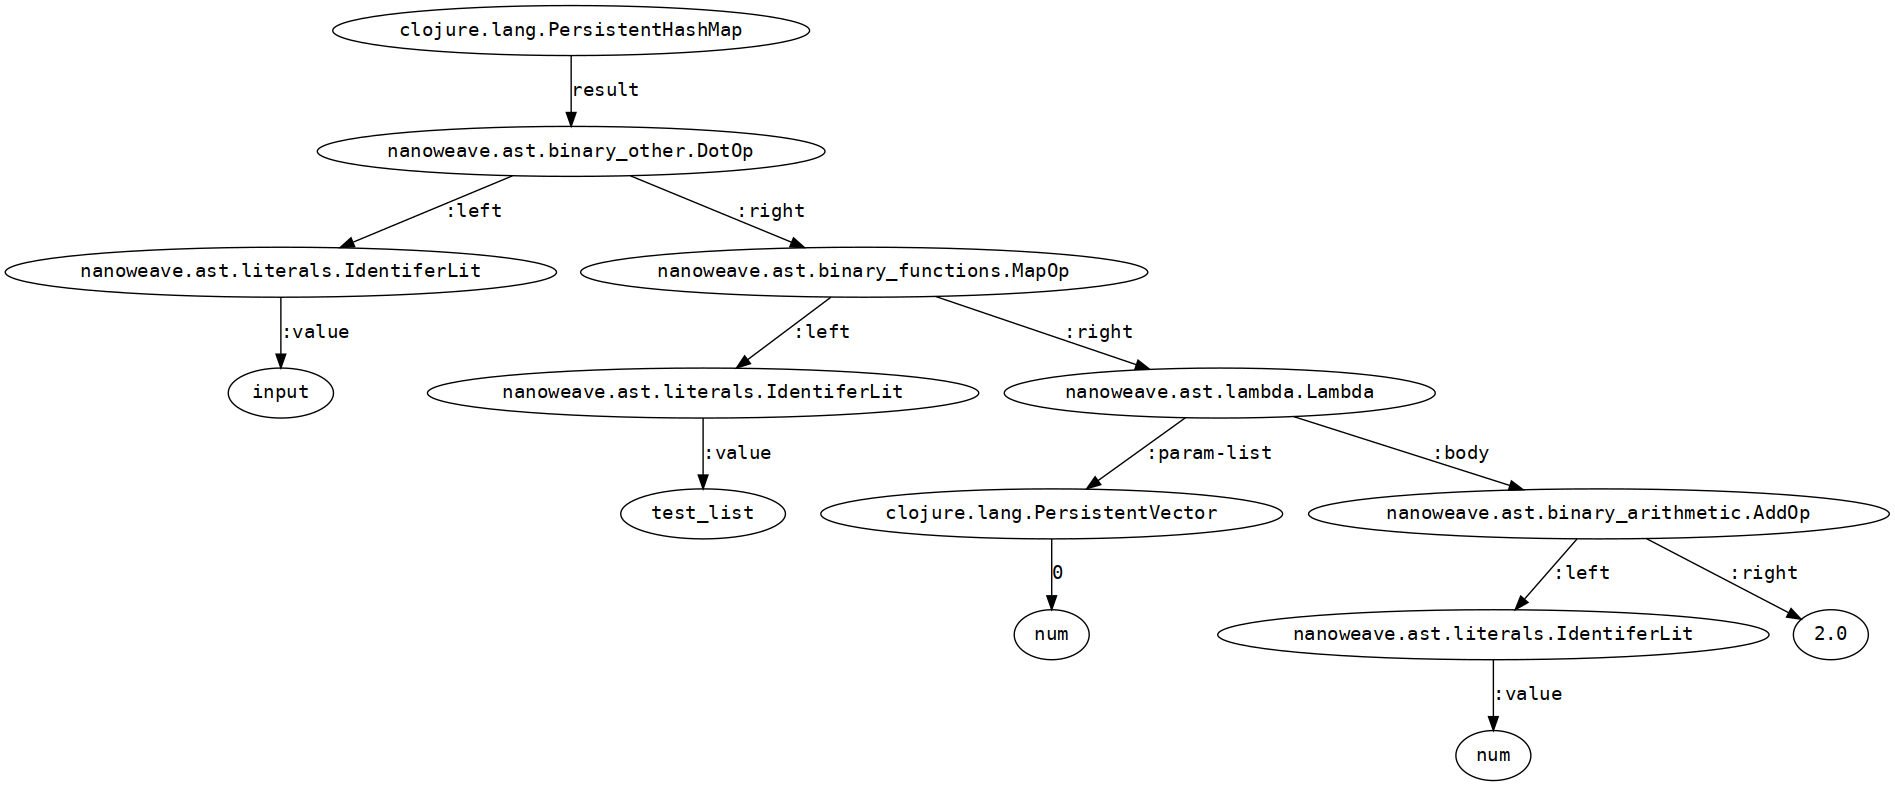 clojure.lang.PersistentHashMap
result
nanoweave.ast.binary_other.DotOp
:left
:right
nanoweave.ast.literals.IdentiferLit
nanoweave.ast.binary_functions.MapOp
:value
:left
:right
input
nanoweave.ast.literals.IdentiferLit
nanoweave.ast.lambda.Lambda
:value
:param-list
:body
test_list
clojure.lang.PersistentVector
nanoweave.ast.binary_arithmetic.AddOp
0
:left
:right
num
nanoweave.ast.literals.IdentiferLit
2.0
:value
num